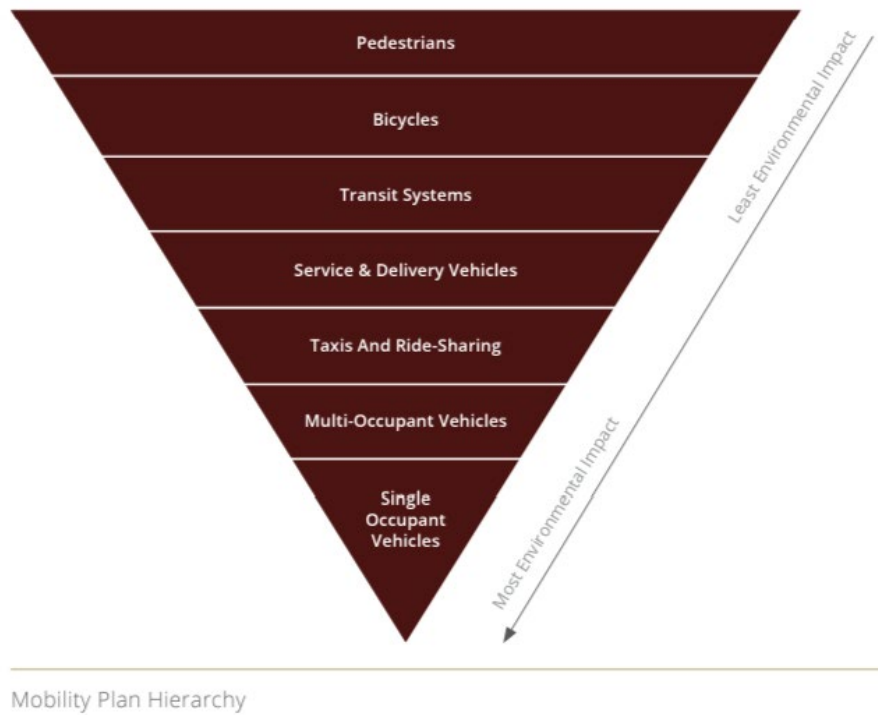 Pedestrians
Bicycles
Transit Systems
Service & Delivery Vehicles
Taxis And Ride-Sharing
Multi-Occupant Vehicles
Single
Occupant
Vehicles
Least Environmental Impact
Most Environmental Impact
Mobility Plan Hierarchy